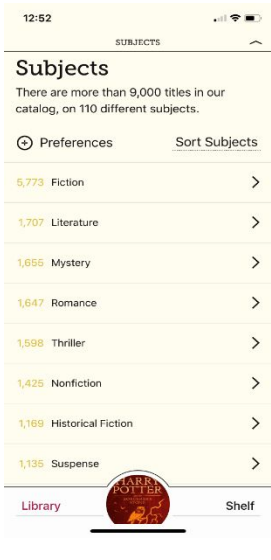 12:52
SUBJECTS
Subjects
There are more than 9,000 titles in our
catalog, on 110 different subjects.
Preferences Sort Subjects
5,773 Fiction
1,707 Literature
1,655 Mystery
1,647 Romance
1,598 Thriller
1,425 Nonfiction
1,169 Historical Fiction
1,135 Suspense
HARRY
POTTER
Library Shelf